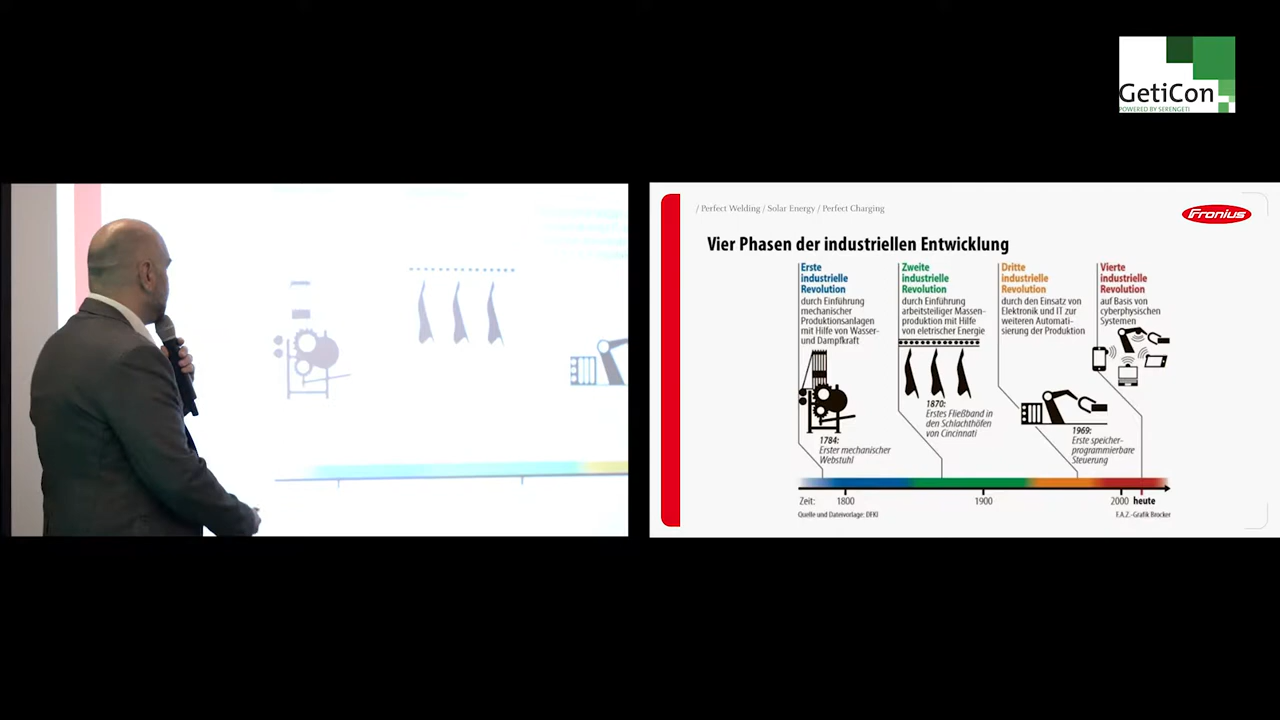 GetiCon
POWERED BY SERENGETI
/ Perfect Welding / Solar Energy / Perfect Charging
Fronius
Vier Phasen der industriellen Entwicklung
Erste
industrielle
Revolution
durch Einführung
mechanischer
Produktionsanlagen
mit Hilfe von Wasser-
und Dampfkraft
1784:
Erster mechanischer
Webstuhl
Zweite
industrielle
Revolution
durch Einführung
arbeitsteiliger Massen-
produktion mit Hilfe
von eletrischer Energie
1870:
Erstes Fließband in
den Schlachthöfen
von Cincinnati
Dritte
industrielle
Revolution
durch den Einsatz von
Elektronik und IT zur
weiteren Automati-
sierung der Produktion
1969:
Erste speicher-
programmierbare
Steuerung
Vierte
industrielle
Revolution
auf Basis von
cyberphysischen
Systemen
Zeit: 1800 1900 2000 heute
Quelle und Dateivorlage: DFKI
F.A.Z.-Grafik Brocker